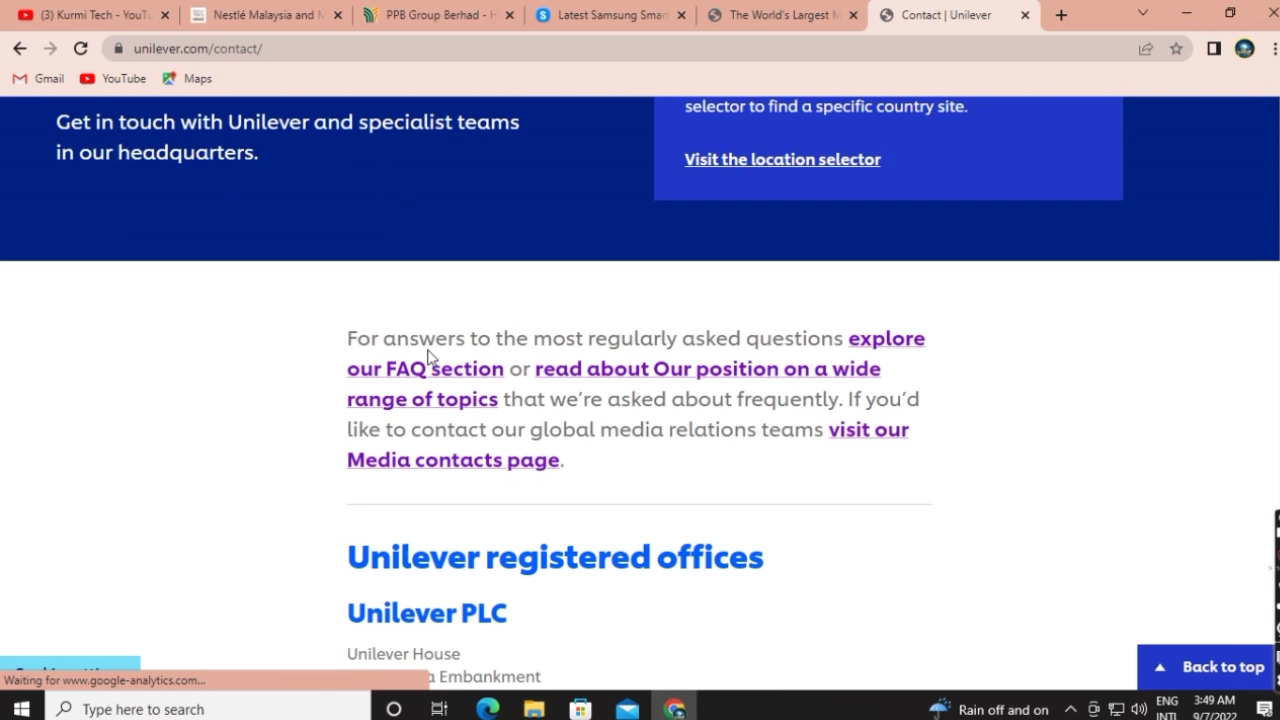 (3) Kurmi Tech - YouTu
Nestlé Malaysia and M
PPB Group Berhad - H
Latest Samsung Smar
The World's Largest M
Contact | Unilever
unilever.com/contact/
Gmail
YouTube
Maps
Get in touch with Unilever and specialist teams
in our headquarters.
selector to find a specific country site.
Visit the location selector
For answers to the most regularly asked questions explore
our FAQ section or read about Our position on a wide
range of topics that we're asked about frequently. If you'd
like to contact our global media relations teams visit our
Media contacts page.
Unilever registered offices
Unilever PLC
Unilever House
Embankment
Back to top
Waiting for www.google-analytics.com...
Type here to search
Rain off and on
ENG
INTL
3:49 AM
9/7/2022